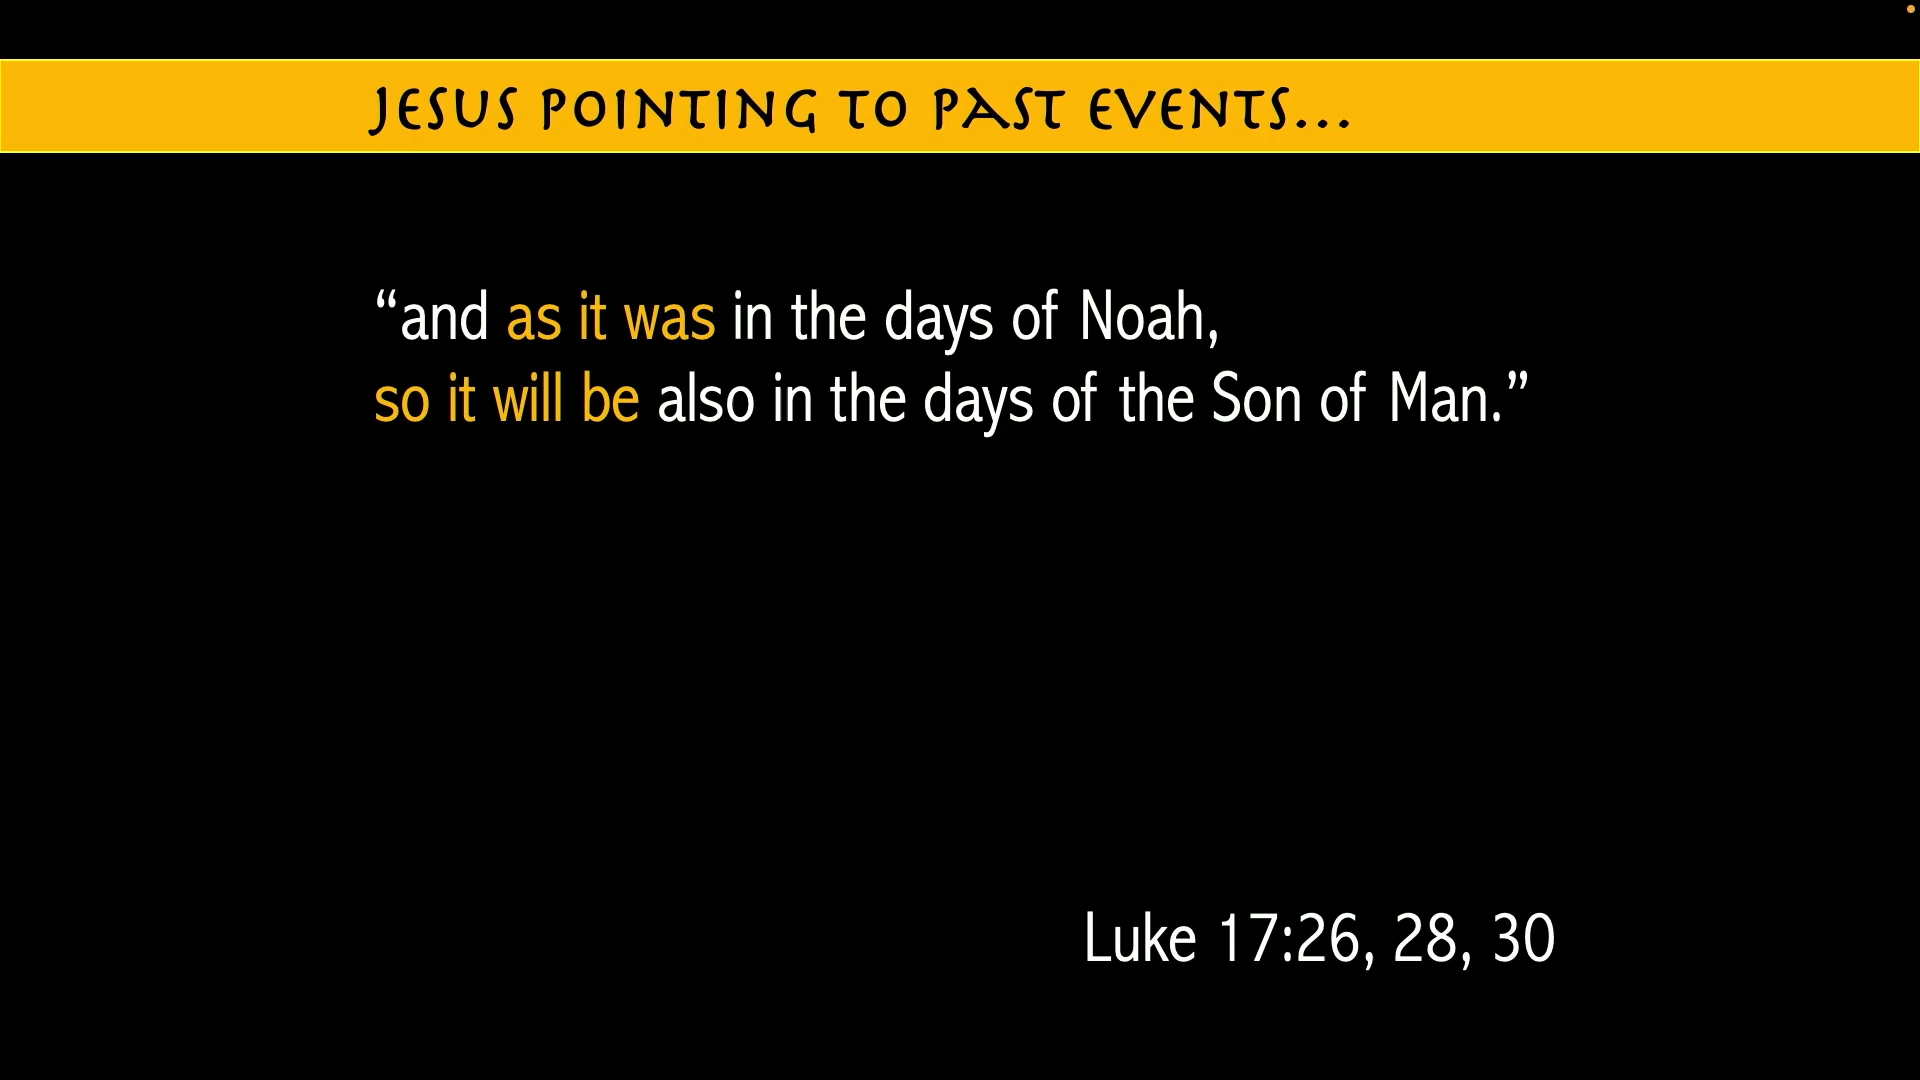 JESUS POINTING TO PAST EVENTS...
“and as it was in the days of Noah,
so it will be also in the days of the Son of Man.”
Luke 17:26, 28, 30